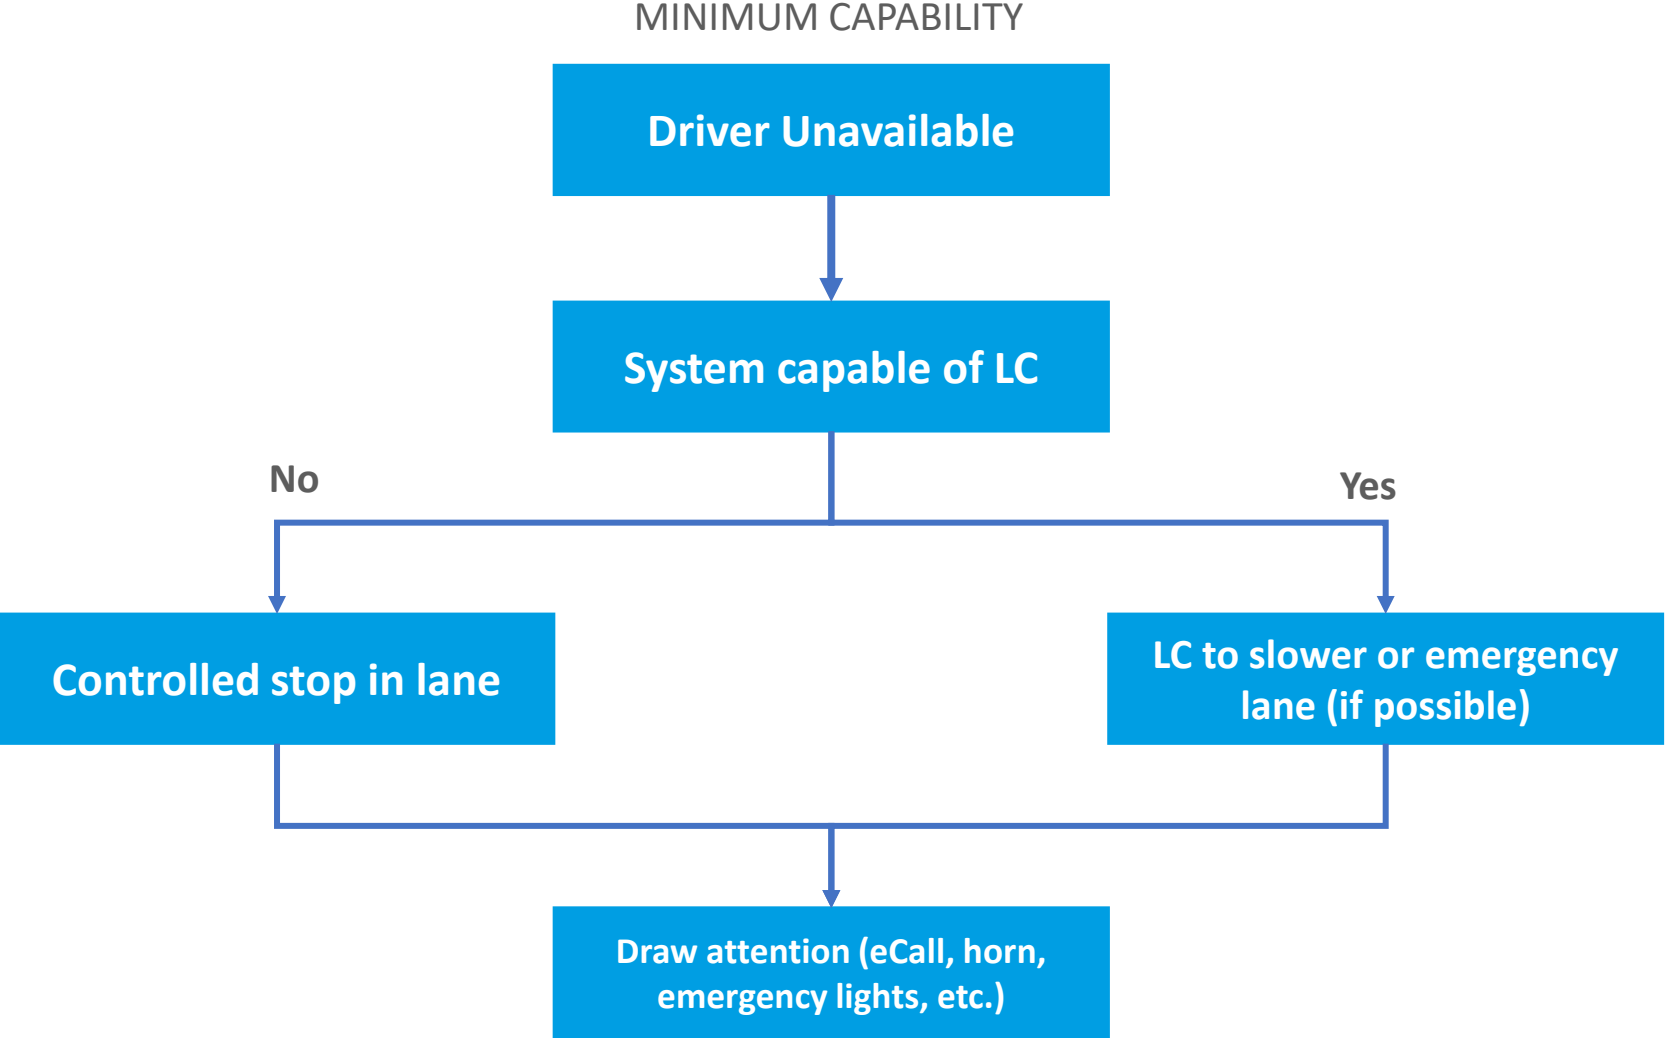 MINIMUM CAPABILITY
Driver Unavailable
System capable of LC
No
Yes
Controlled stop in lane
LC to slower or emergency
lane (if possible)
Draw attention (eCall, horn,
emergency lights, etc.)